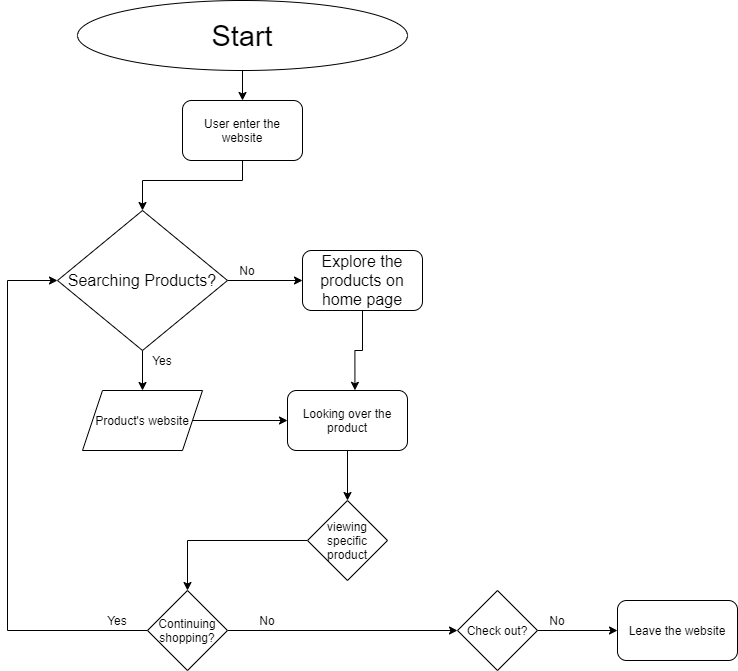 Start
User enter the
website
Searching Products?
No
Explore the
products on
home page
Yes
Product's website
Looking over the
product
viewing
specific
product
Yes
Continuing
shopping?
No
Check out?
No
Leave the website